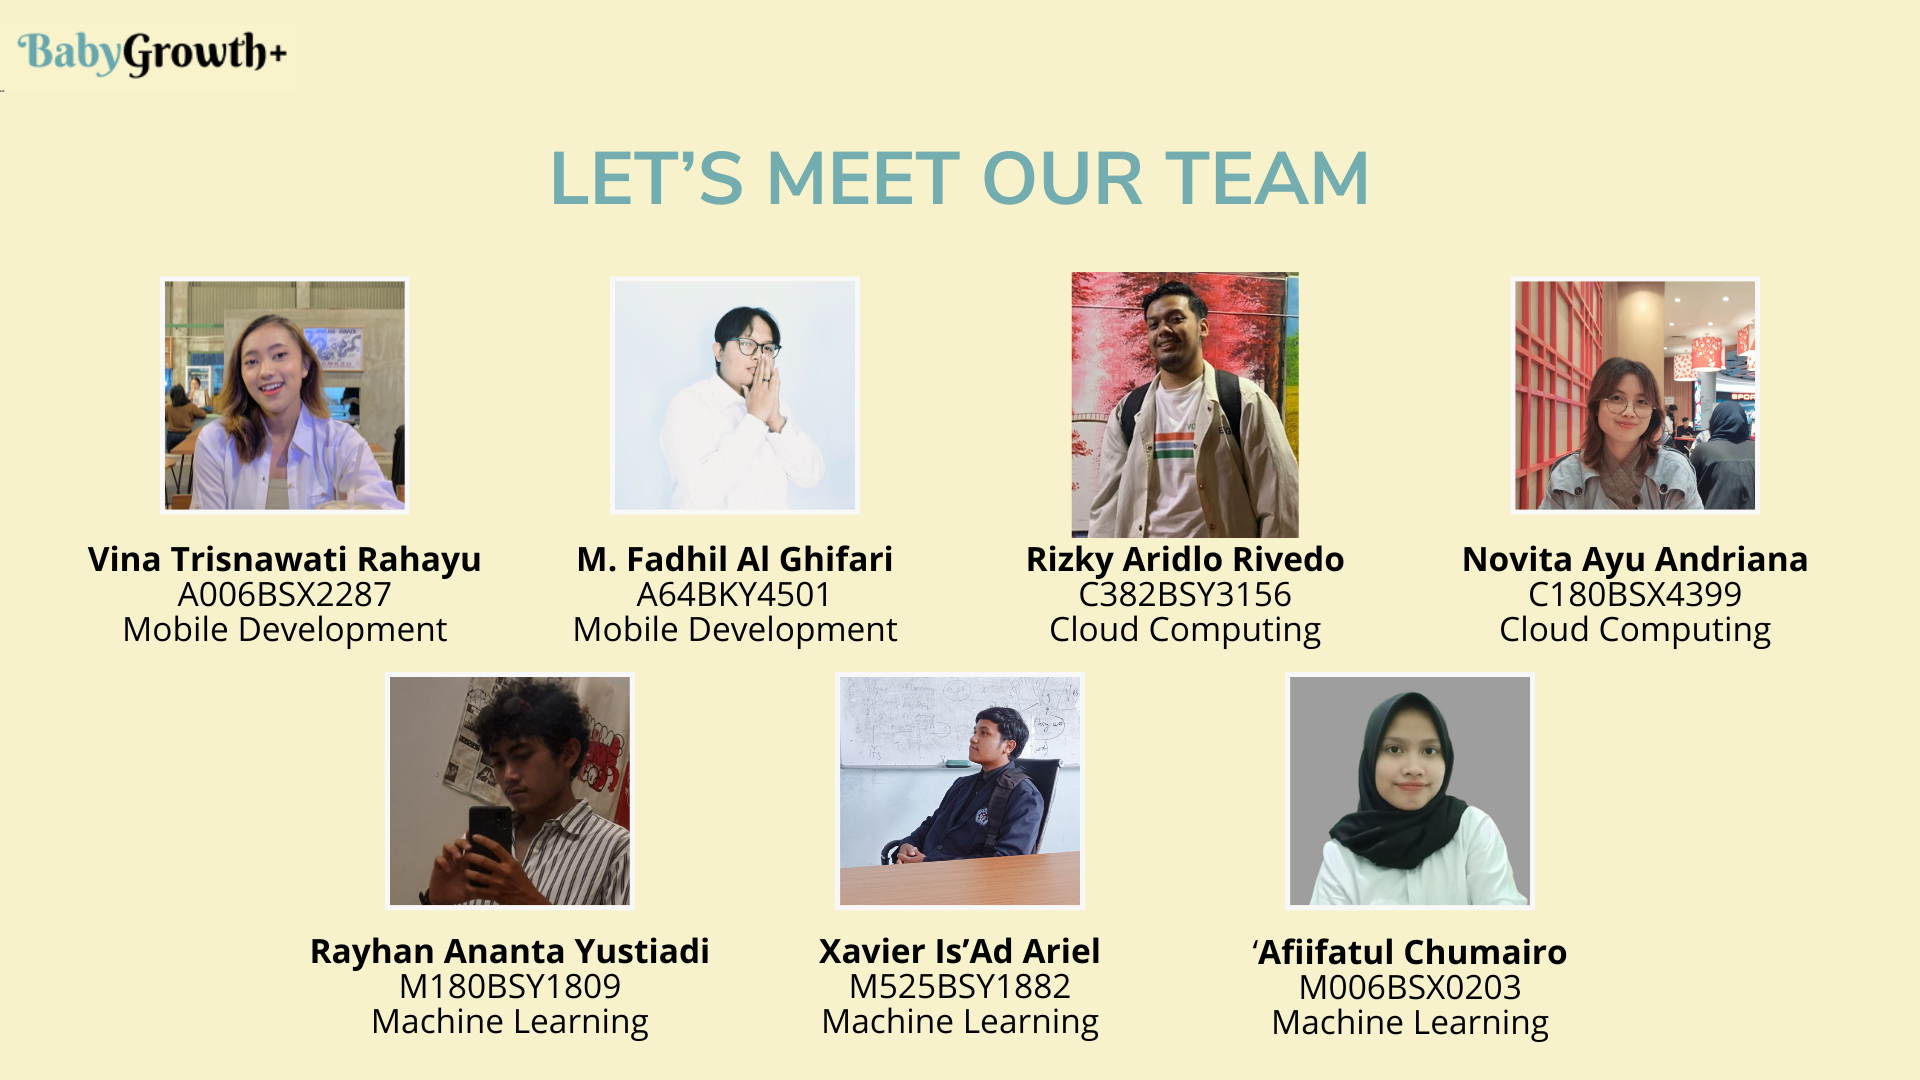 BabyGrowth+
LET’S MEET OUR TEAM
Vina Trisnawati Rahayu
A006BSX2287
Mobile Development
M. Fadhil Al Ghifari
A64BKY4501
Mobile Development
Rizky Aridlo Rivedo
C382BSY3156
Cloud Computing
Novita Ayu Andriana
C180BSX4399
Cloud Computing
Rayhan Ananta Yustiadi
M180BSY1809
Machine Learning
Xavier Is’Ad Ariel
M525BSY1882
Machine Learning
‘Afiifatul Chumairo
M006BSX0203
Machine Learning